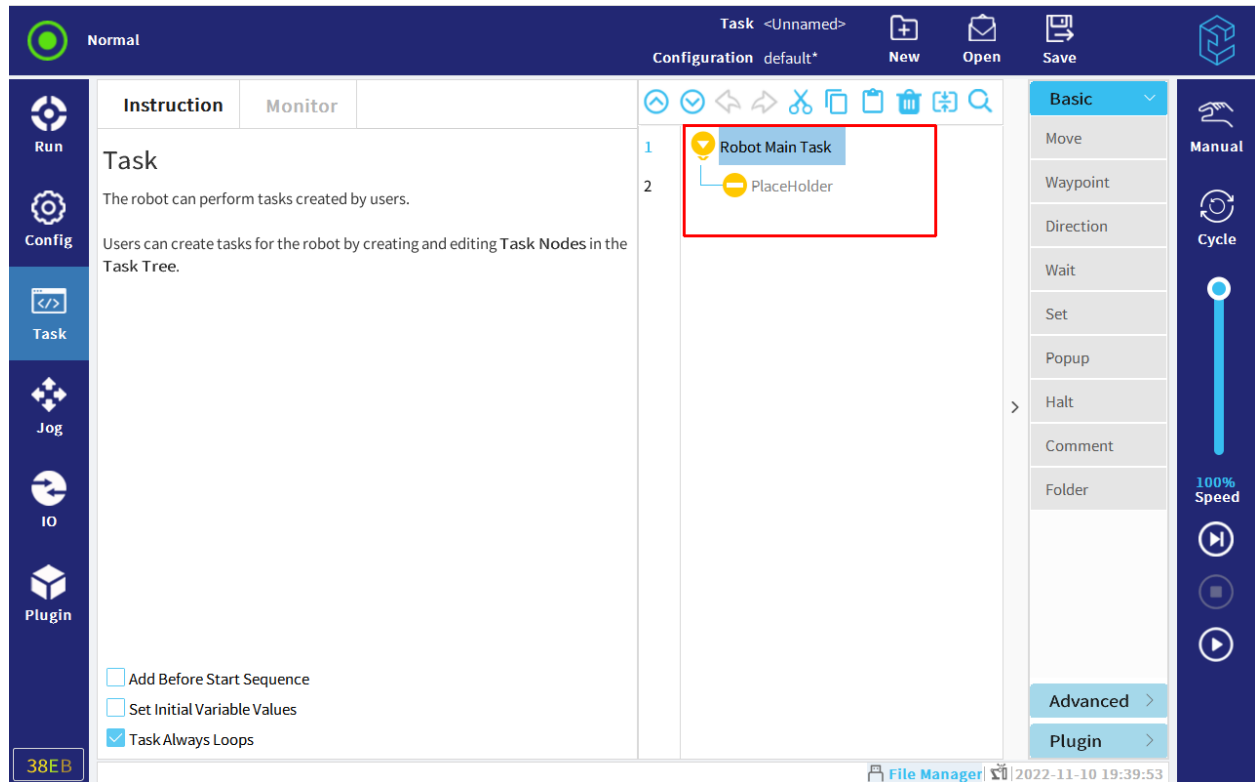 Normal
Task <Unnamed>
Configuration default*
New
Open
Save
Run
Config
Task
Jog
IO
Plugin
38EB
Instruction
Monitor
Task
The robot can perform tasks created by users.
Users can create tasks for the robot by creating and editing Task Nodes in the
Task Tree.
Add Before Start Sequence
Set Initial Variable Values
Task Always Loops
1 Robot Main Task
2 PlaceHolder
Basic
Move
Waypoint
Direction
Wait
Set
Popup
Halt
Comment
Folder
Advanced
Plugin
Manual
Cycle
100%
Speed
File Manager
2022-11-10 19:39:53